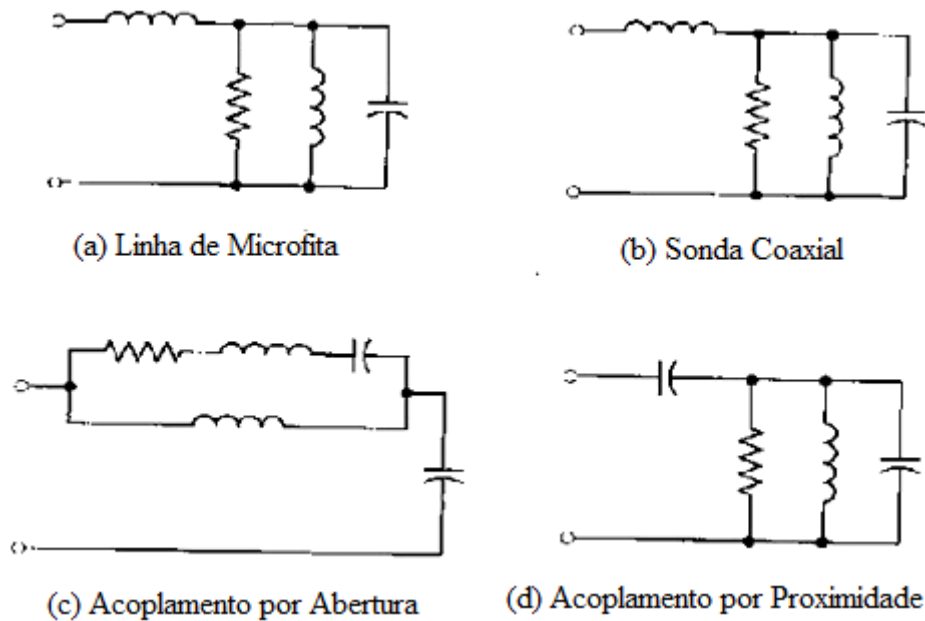 (a) Linha de Microfita
(b) Sonda Coaxial
(c) Acoplamento por Abertura
(d) Acoplamento por Proximidade